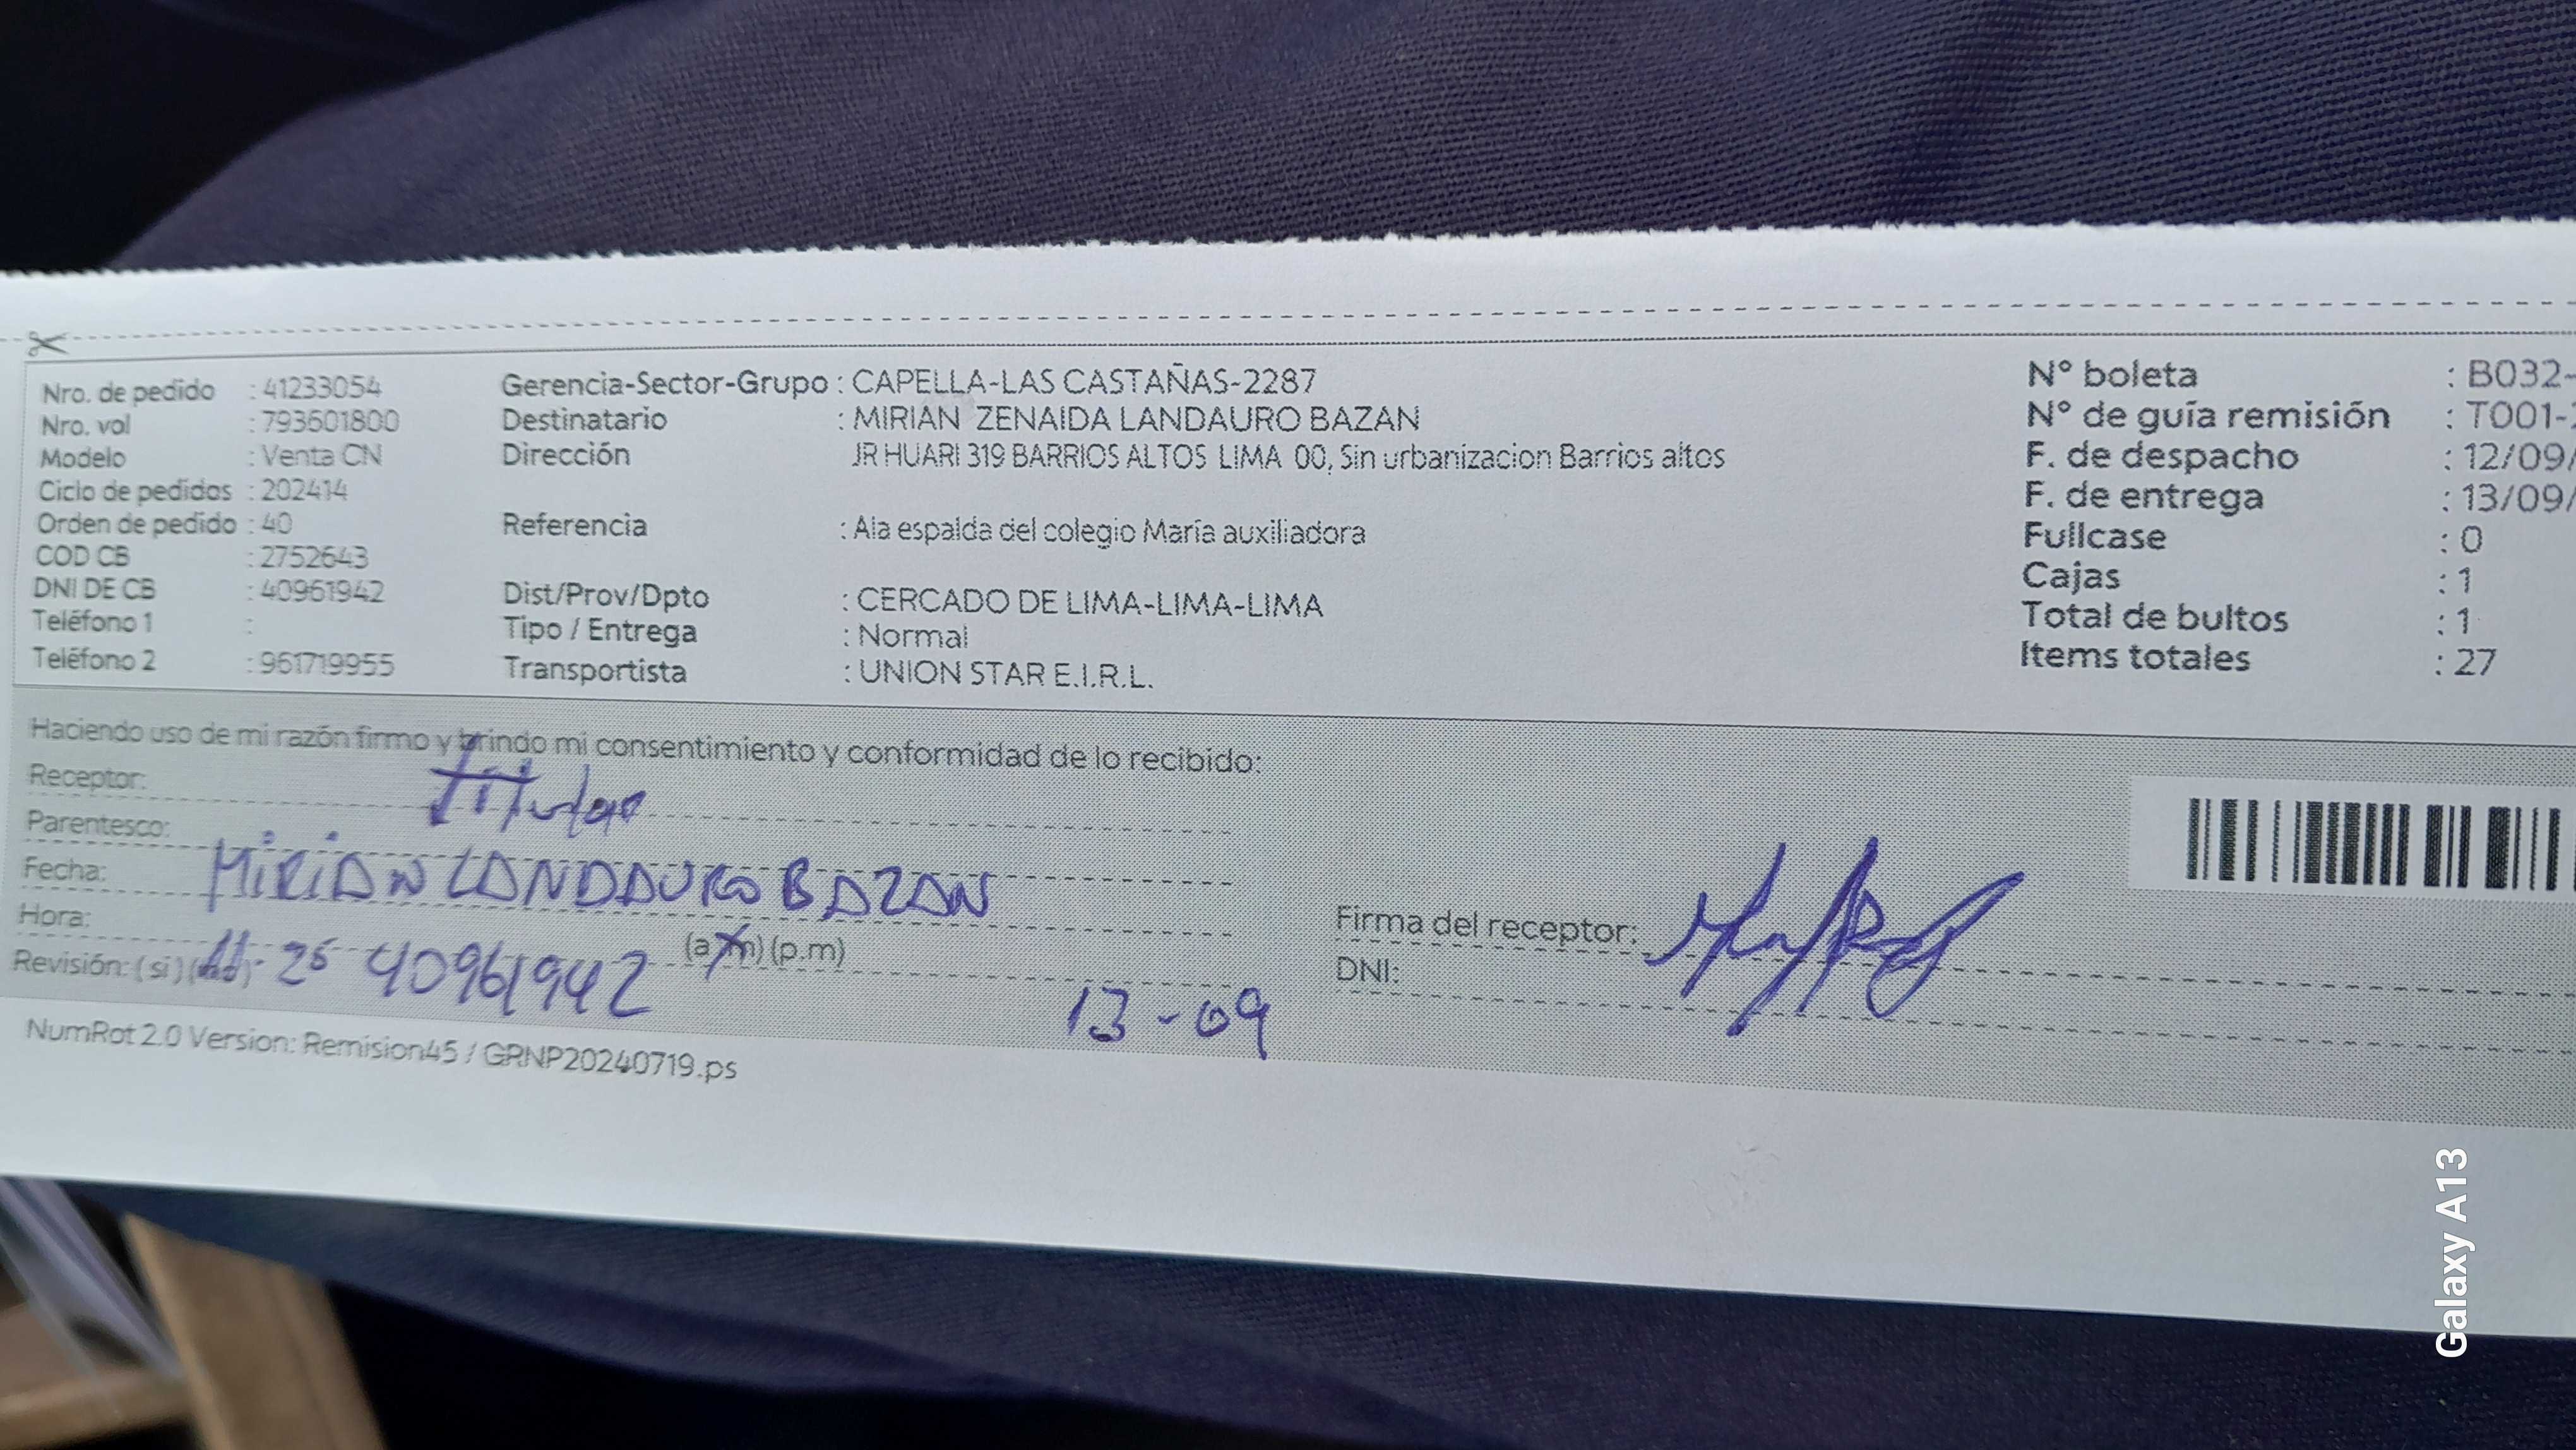 Nro. de pedido : 41233054
Nro. vol : 793601800
Modelo : Venta CN
Ciclo de pedidos : 202414
Orden de pedido : 40
COD CB : 2752643
DNI DE CB : 40961942
Teléfono 1 :
Teléfono 2 : 961719955
Gerencia-Sector-Grupo : CAPELLA-LAS CASTAÑAS-2287
Destinatario : MIRIAN ZENAIDA LANDAURO BAZAN
Dirección JR HUARI 319 BARRIOS ALTOS LIMA 00, Sin urbanizacion Barrios altos
Referencia : Ala espalda del colegio María auxiliadora
Dist/Prov/Dpto : CERCADO DE LIMA-LIMA-LIMA
Tipo / Entrega : Normal
Transportista : UNION STAR E.I.R.L.
N° boleta : B032-
N° de guía remisión : T001-
F. de despacho : 12/09/
F. de entrega : 13/09/
Fullcase : 0
Cajas : 1
Total de bultos : 1
Items totales : 27
Haciendo uso de mi razón firmo y brindo mi consentimiento y conformidad de lo recibido:
Receptor: titular
Parentesco:
Fecha: MIRIAN LANDAURO BAZAN
Hora: (a.m) (p.m)
Revisión: (si) 40961942
13-09
Firma del receptor:
DNI:
NumRot 2.0 Version: Remision45 / GRNP20240719.ps
Galaxy A13